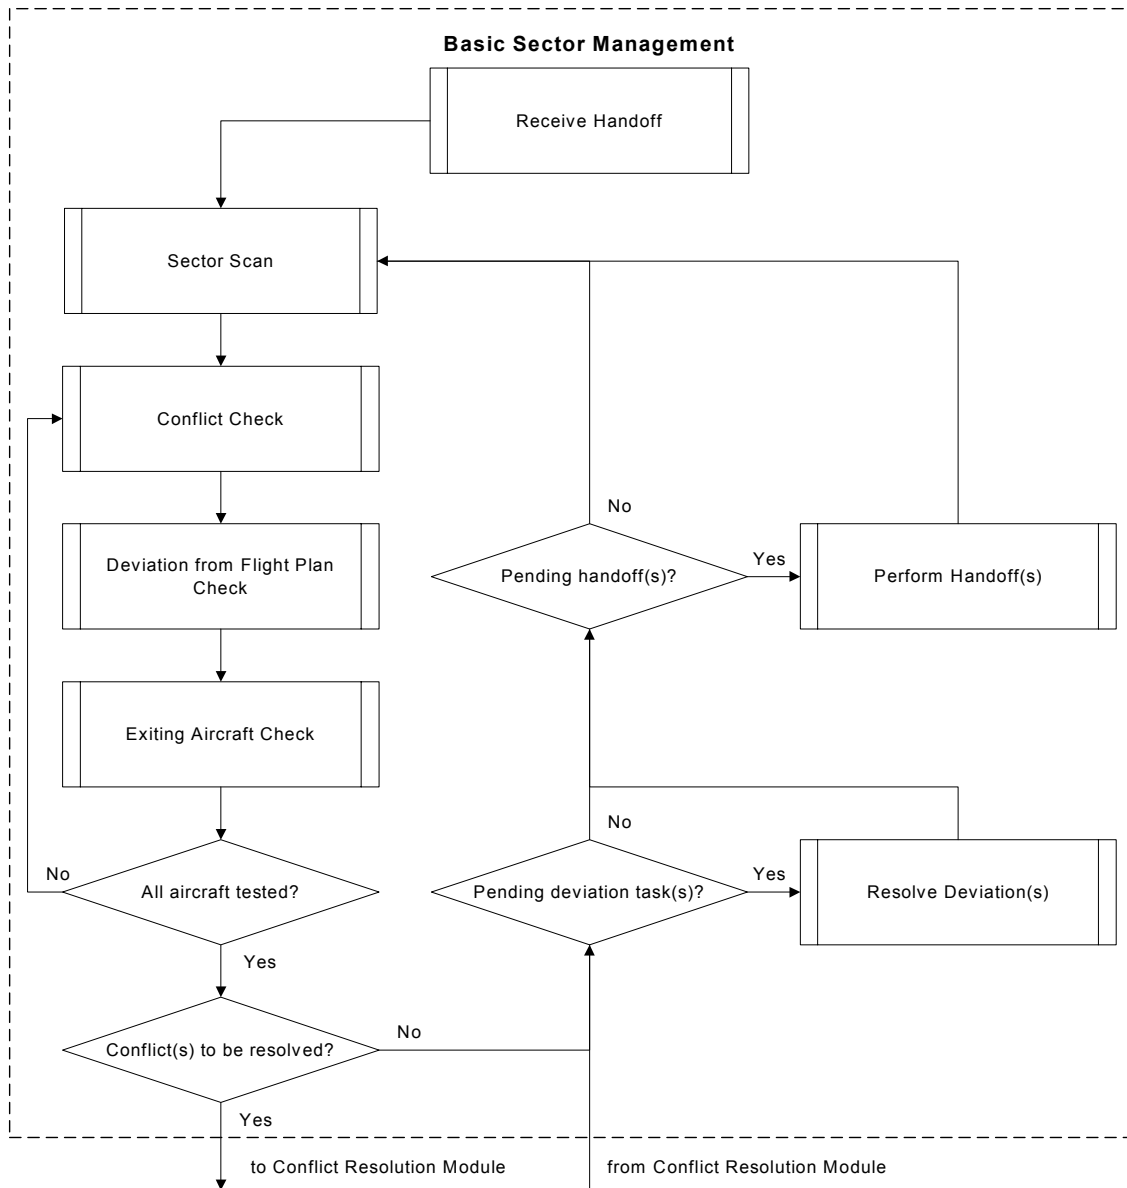 Basic Sector Management
Receive Handoff
Sector Scan
Conflict Check
No
Pending handoff(s)?
Yes
Perform Handoff(s)
Deviation from Flight Plan
Check
Exiting Aircraft Check
No
No
All aircraft tested?
Pending deviation task(s)?
Yes
Resolve Deviation(s)
Yes
Conflict(s) to be resolved?
No
Yes
to Conflict Resolution Module
from Conflict Resolution Module